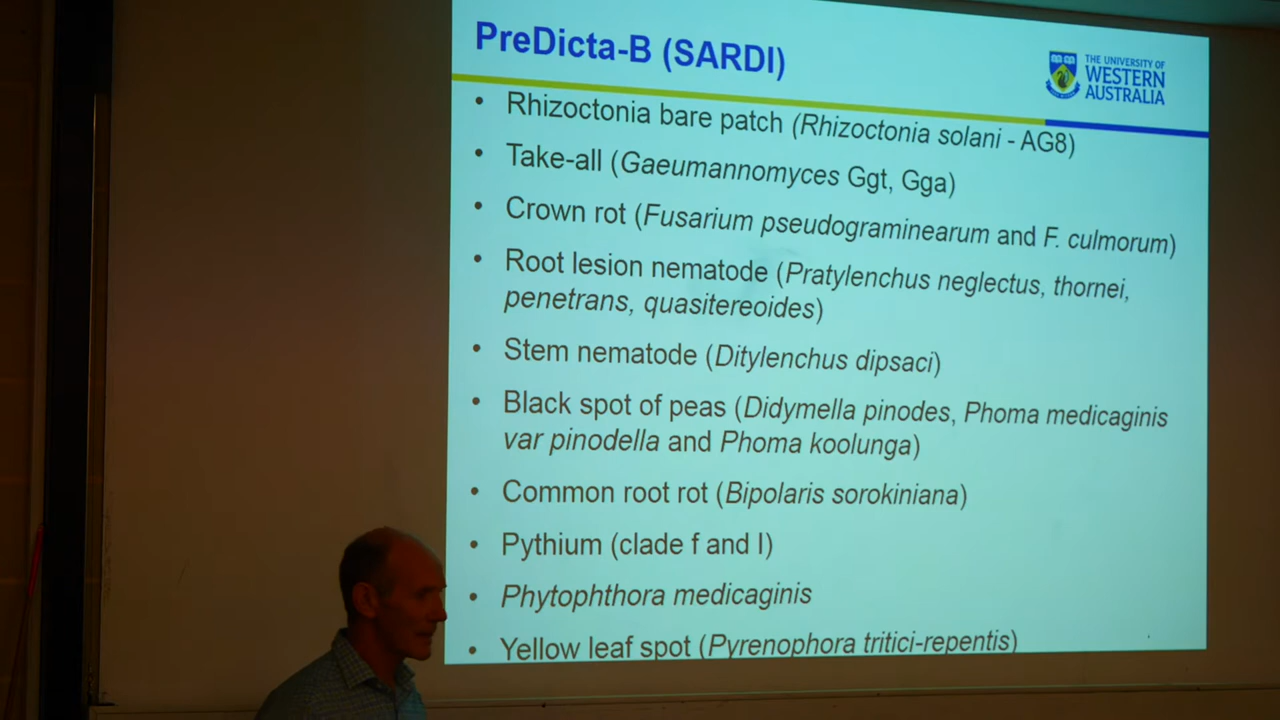 PreDicta-B (SARDI)
THE UNIVERSITY OF
WESTERN
AUSTRALIA
• Rhizoctonia bare patch (Rhizoctonia solani - AG8)
• Take-all (Gaeumannomyces Ggt, Gga)
• Crown rot (Fusarium pseudograminearum and F. culmorum)
• Root lesion nematode (Pratylenchus neglectus, thornei,
penetrans, quasitereoides)
• Stem nematode (Ditylenchus dipsaci)
• Black spot of peas (Didymella pinodes, Phoma medicaginis
var pinodella and Phoma koolunga)
• Common root rot (Bipolaris sorokiniana)
• Pythium (clade f and I)
• Phytophthora medicaginis
• Yellow leaf spot (Pyrenophora tritici-repentis)